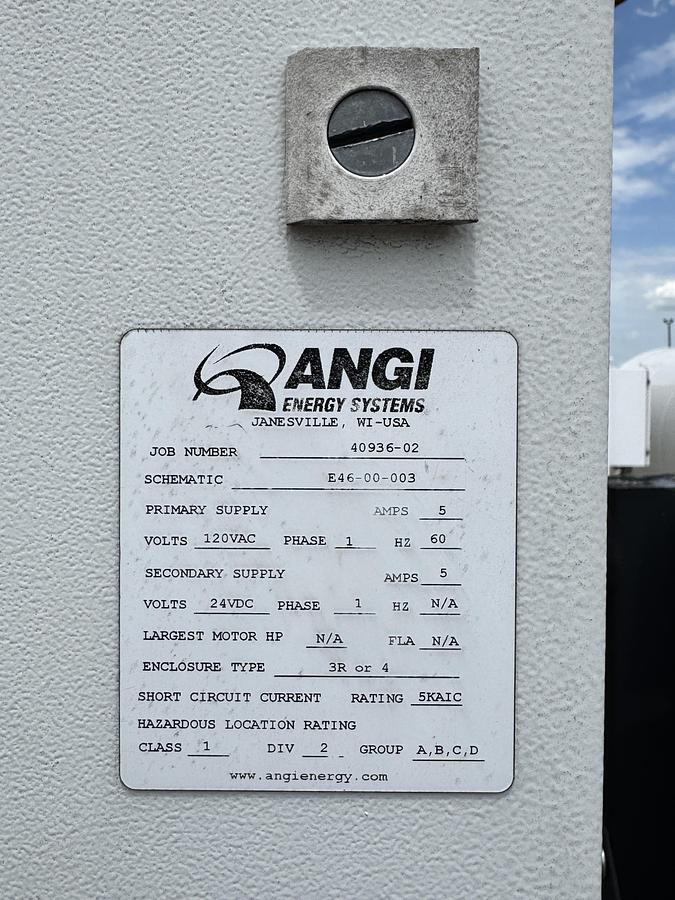 ANGI
ENERGY SYSTEMS
JANESVILLE, WI-USA
JOB NUMBER 40936-02
SCHEMATIC E46-00-003
PRIMARY SUPPLY AMPS 5
VOLTS 120VAC PHASE 1 HZ 60
SECONDARY SUPPLY AMPS 5
VOLTS 24VDC PHASE 1 HZ N/A
LARGEST MOTOR HP N/A FLA N/A
ENCLOSURE TYPE 3R or 4
SHORT CIRCUIT CURRENT RATING 5KAIC
HAZARDOUS LOCATION RATING
CLASS 1 DIV 2 GROUP A,B,C,D
www.angienergy.com